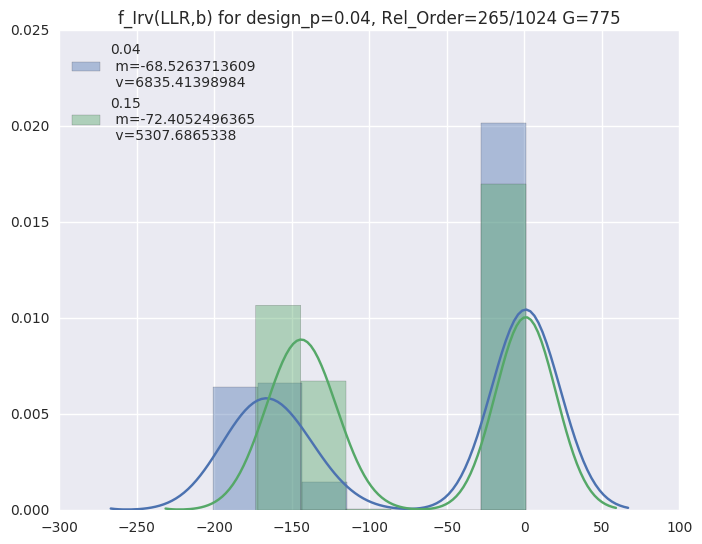 f_Irv(LLR,b) for design_p=0.04, Rel_Order=265/1024 G=775
0.04
m=-68.5263713609
v=6835.41398984
0.15
m=-72.4052496365
v=5307.6865338
0.025
0.020
0.015
0.010
0.005
0.000
−300 −250 −200 −150 −100 −50 0 50 100